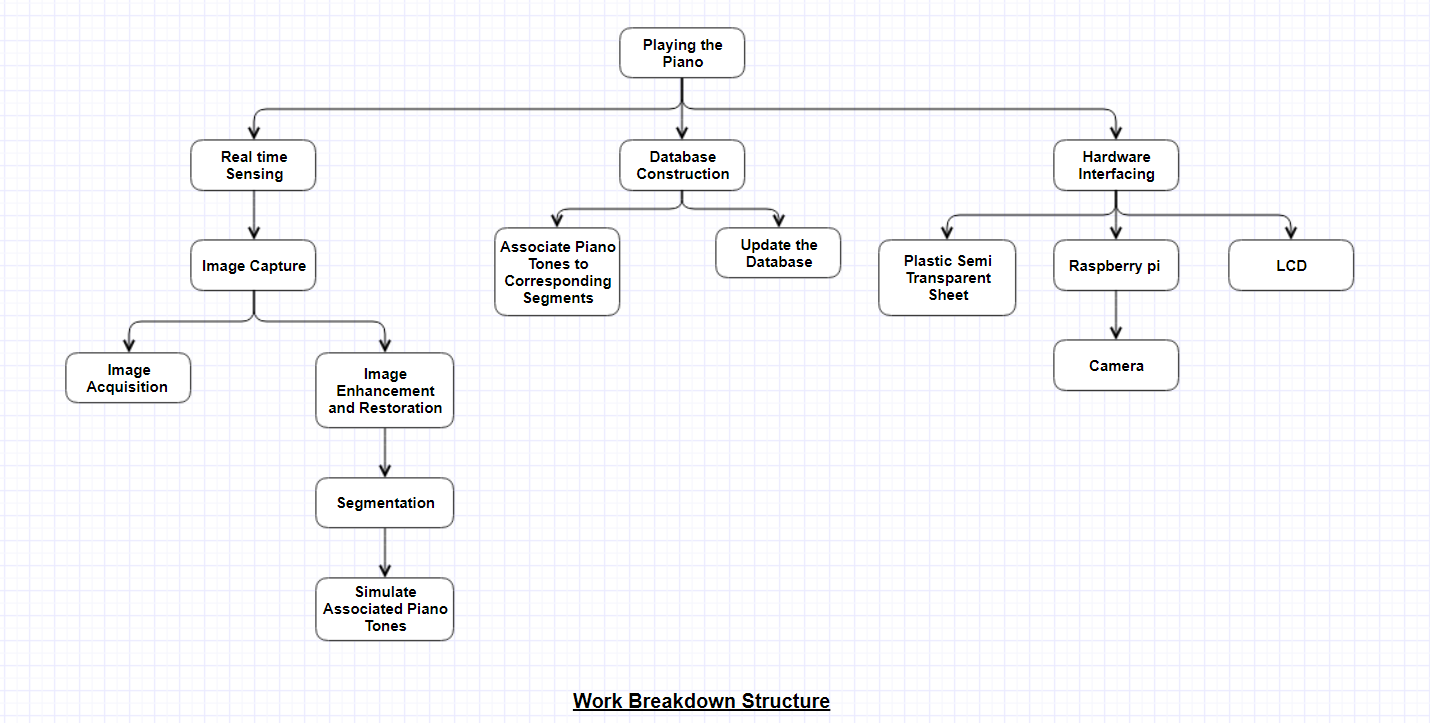 Playing the
Piano
Real time
Sensing
Database
Construction
Hardware
Interfacing
Image Capture
Associate Piano
Tones to
Corresponding
Segments
Update the
Database
Plastic Semi
Transparent
Sheet
Raspberry pi
LCD
Image
Acquisition
Image
Enhancement
and Restoration
Camera
Segmentation
Simulate
Associated Piano
Tones
Work Breakdown Structure